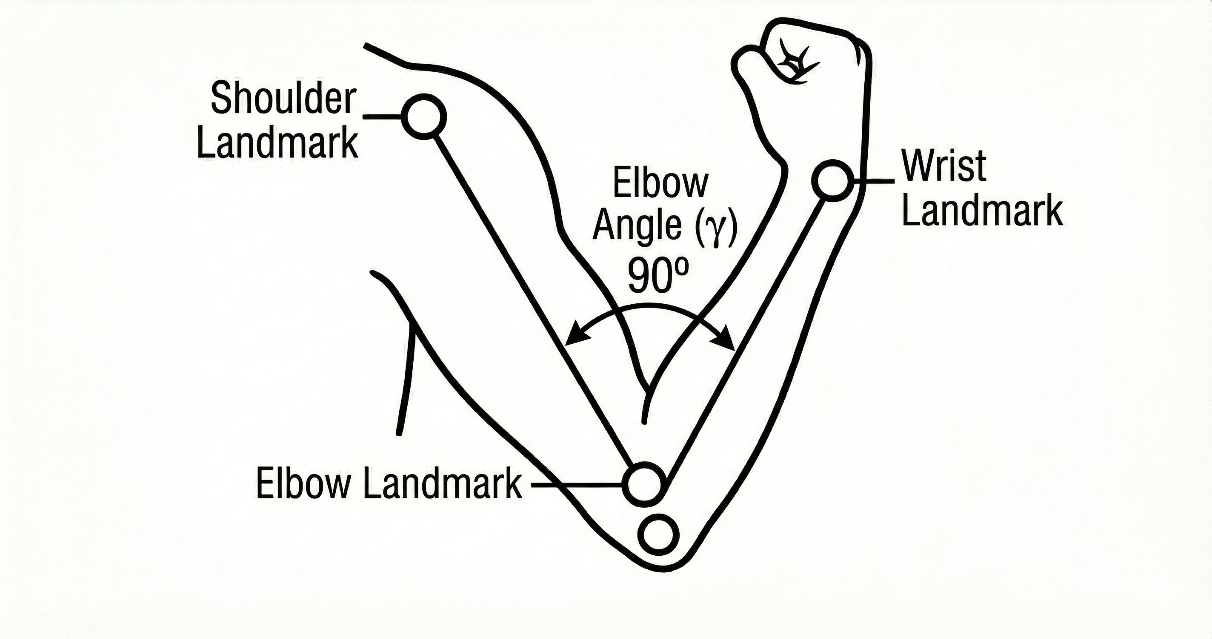 Shoulder
Landmark
Elbow
Angle (γ)
90º
Wrist
Landmark
Elbow Landmark